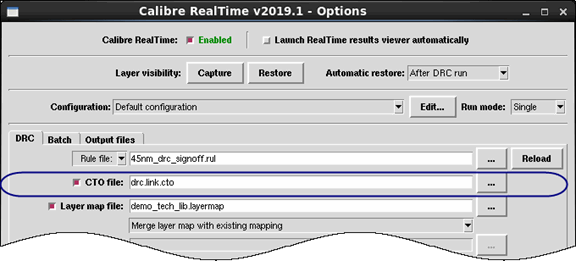 Calibre RealTime v2019.1 - Options
Calibre RealTime: Enabled Launch RealTime results viewer automatically
Layer visibility: Capture Restore Automatic restore: After DRC run
Configuration: Default configuration Edit... Run mode: Single
DRC Batch Output files
Rule file: 45nm_drc_signoff.rul ... Reload
CTO file: drc.link.cto ...
Layer map file: demo_tech_lib.layermap ...
Merge layer map with existing mapping
...